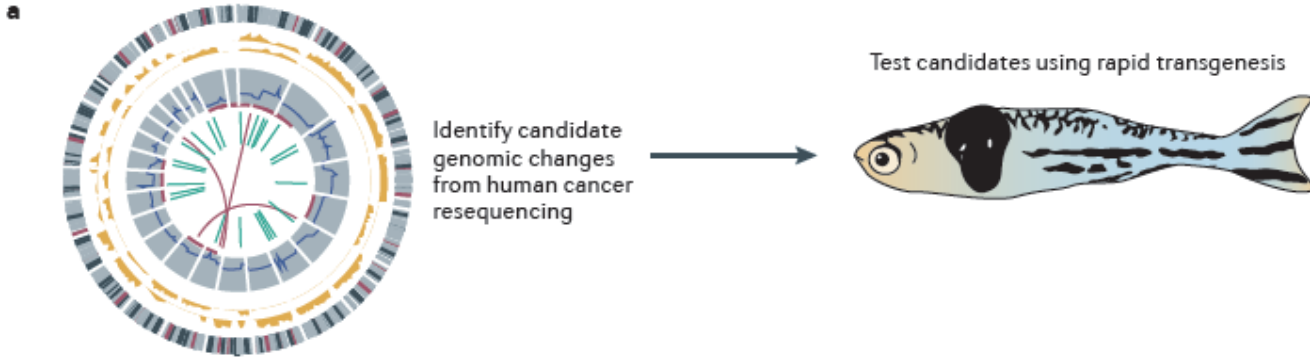 a
Test candidates using rapid transgenesis
Identify candidate
genomic changes
from human cancer
resequencing